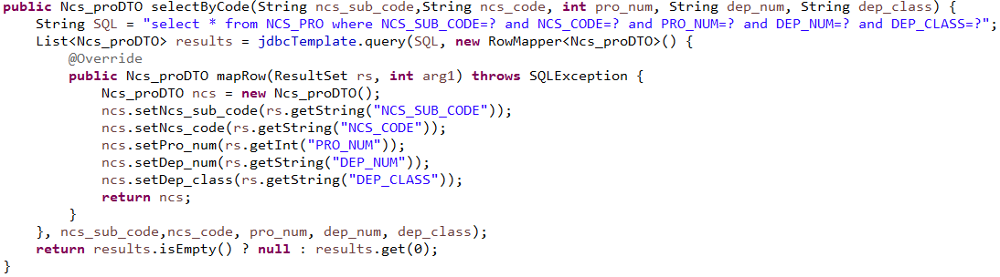 public Ncs_proDTO selectByCode(String ncs_sub_code,String ncs_code, int pro_num, String dep_num, String dep_class) {
    String SQL = "select * from NCS_PRO where NCS_SUB_CODE=? and NCS_CODE=? and PRO_NUM=? and DEP_NUM=? and DEP_CLASS=?";
    List<Ncs_proDTO> results = jdbcTemplate.query(SQL, new RowMapper<Ncs_proDTO>() {
        @Override
        public Ncs_proDTO mapRow(ResultSet rs, int arg1) throws SQLException {
            Ncs_proDTO ncs = new Ncs_proDTO();
            ncs.setNcs_sub_code(rs.getString("NCS_SUB_CODE"));
            ncs.setNcs_code(rs.getString("NCS_CODE"));
            ncs.setPro_num(rs.getInt("PRO_NUM"));
            ncs.setDep_num(rs.getString("DEP_NUM"));
            ncs.setDep_class(rs.getString("DEP_CLASS"));
            return ncs;
        }
    }, ncs_sub_code,ncs_code, pro_num, dep_num, dep_class);
    return results.isEmpty() ? null : results.get(0);
}